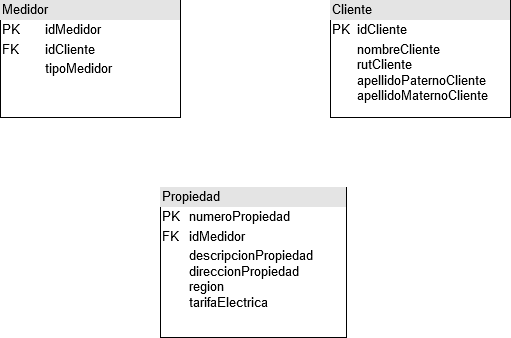 Medidor
PK idMedidor
FK idCliente
tipoMedidor
Cliente
PK idCliente
nombreCliente
rutCliente
apellidoPaternoCliente
apellidoMaternoCliente
Propiedad
PK numeroPropiedad
FK idMedidor
descripcionPropiedad
direccionPropiedad
region
tarifaElectrica